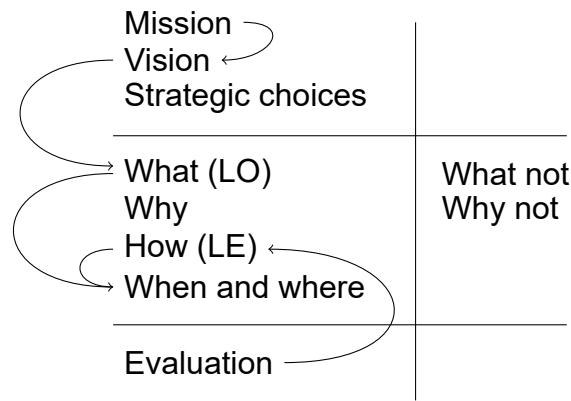 Mission
Vision
Strategic choices
What (LO)
Why
How (LE)
When and where
What not
Why not
Evaluation